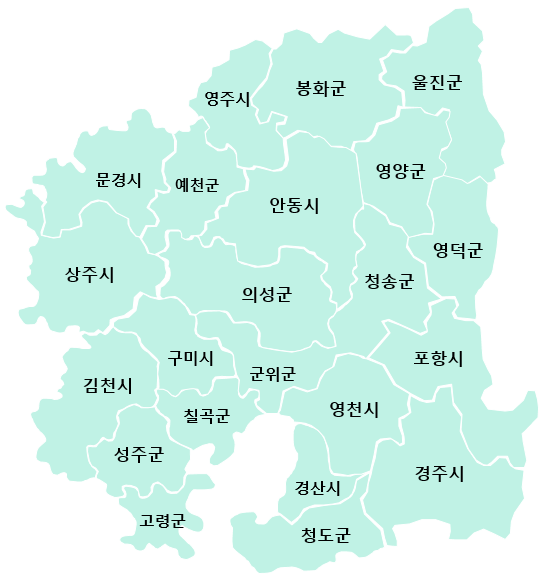 울진군
봉화군
영주시
영양군
문경시
예천군
안동시
영덕군
상주시
청송군
의성군
구미시
포항시
군위군
김천시
영천시
칠곡군
성주군
경주시
경산시
고령군
청도군